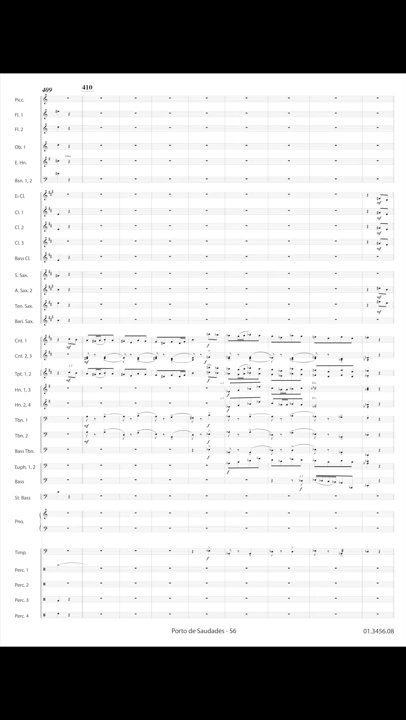 409
410
Picc.
Fl. 1
Fl. 2
Ob. 1
E. Hn.
Bsn. 1, 2
E♭ Cl.
Cl. 1
Cl. 2
Cl. 3
Bass Cl.
S. Sax.
A. Sax. 2
Ten. Sax.
Bari. Sax.
Cnt. 1
Cnt. 2, 3
Tpt. 1, 2
Hn. 1, 3
Hn. 2, 4
Tbn. 1
Tbn. 2
Bass Tbn.
Euph. 1, 2
Bass
St. Bass
Pno.
Timp.
Perc. 1
Perc. 2
Perc. 3
Perc. 4
Porto de Saudades - 56
01.3456.08